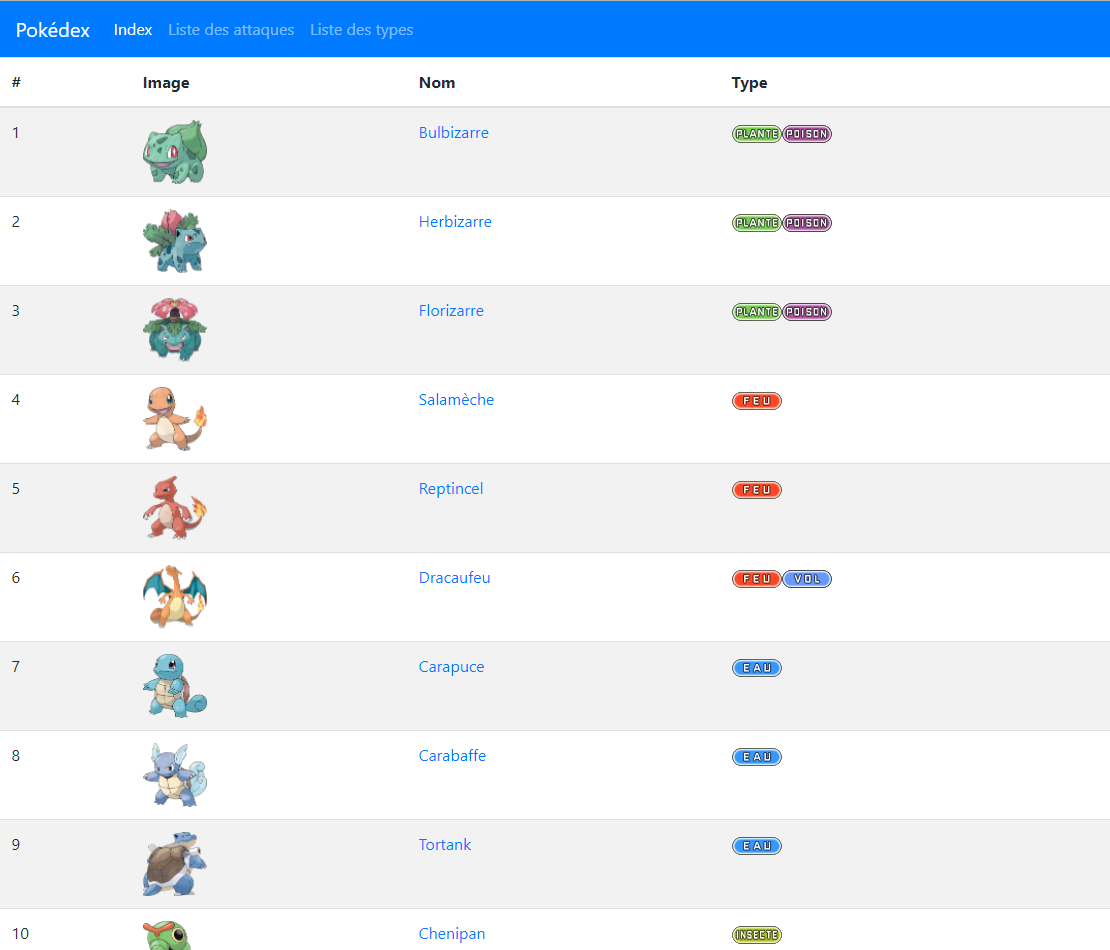 Pokédex Index Liste des attaques Liste des types
# Image Nom Type
1 Bulbizarre PLANTE POISON
2 Herbizarre PLANTE POISON
3 Florizarre PLANTE POISON
4 Salamèche FEU
5 Reptincel FEU
6 Dracaufeu FEU VOL
7 Carapuce EAU
8 Carabaffe EAU
9 Tortank EAU
10 Chenipan INSECTE